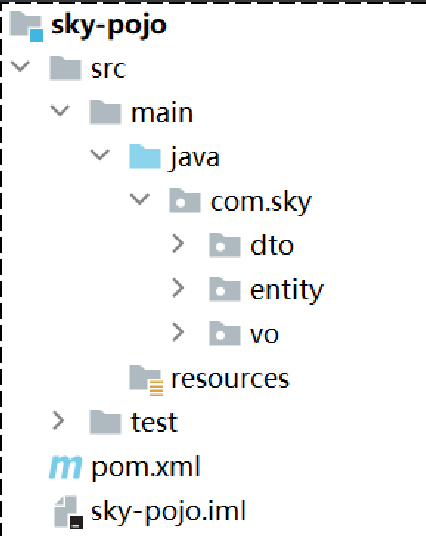 sky-pojo
src
main
java
com.sky
dto
entity
vo
resources
test
pom.xml
sky-pojo.iml